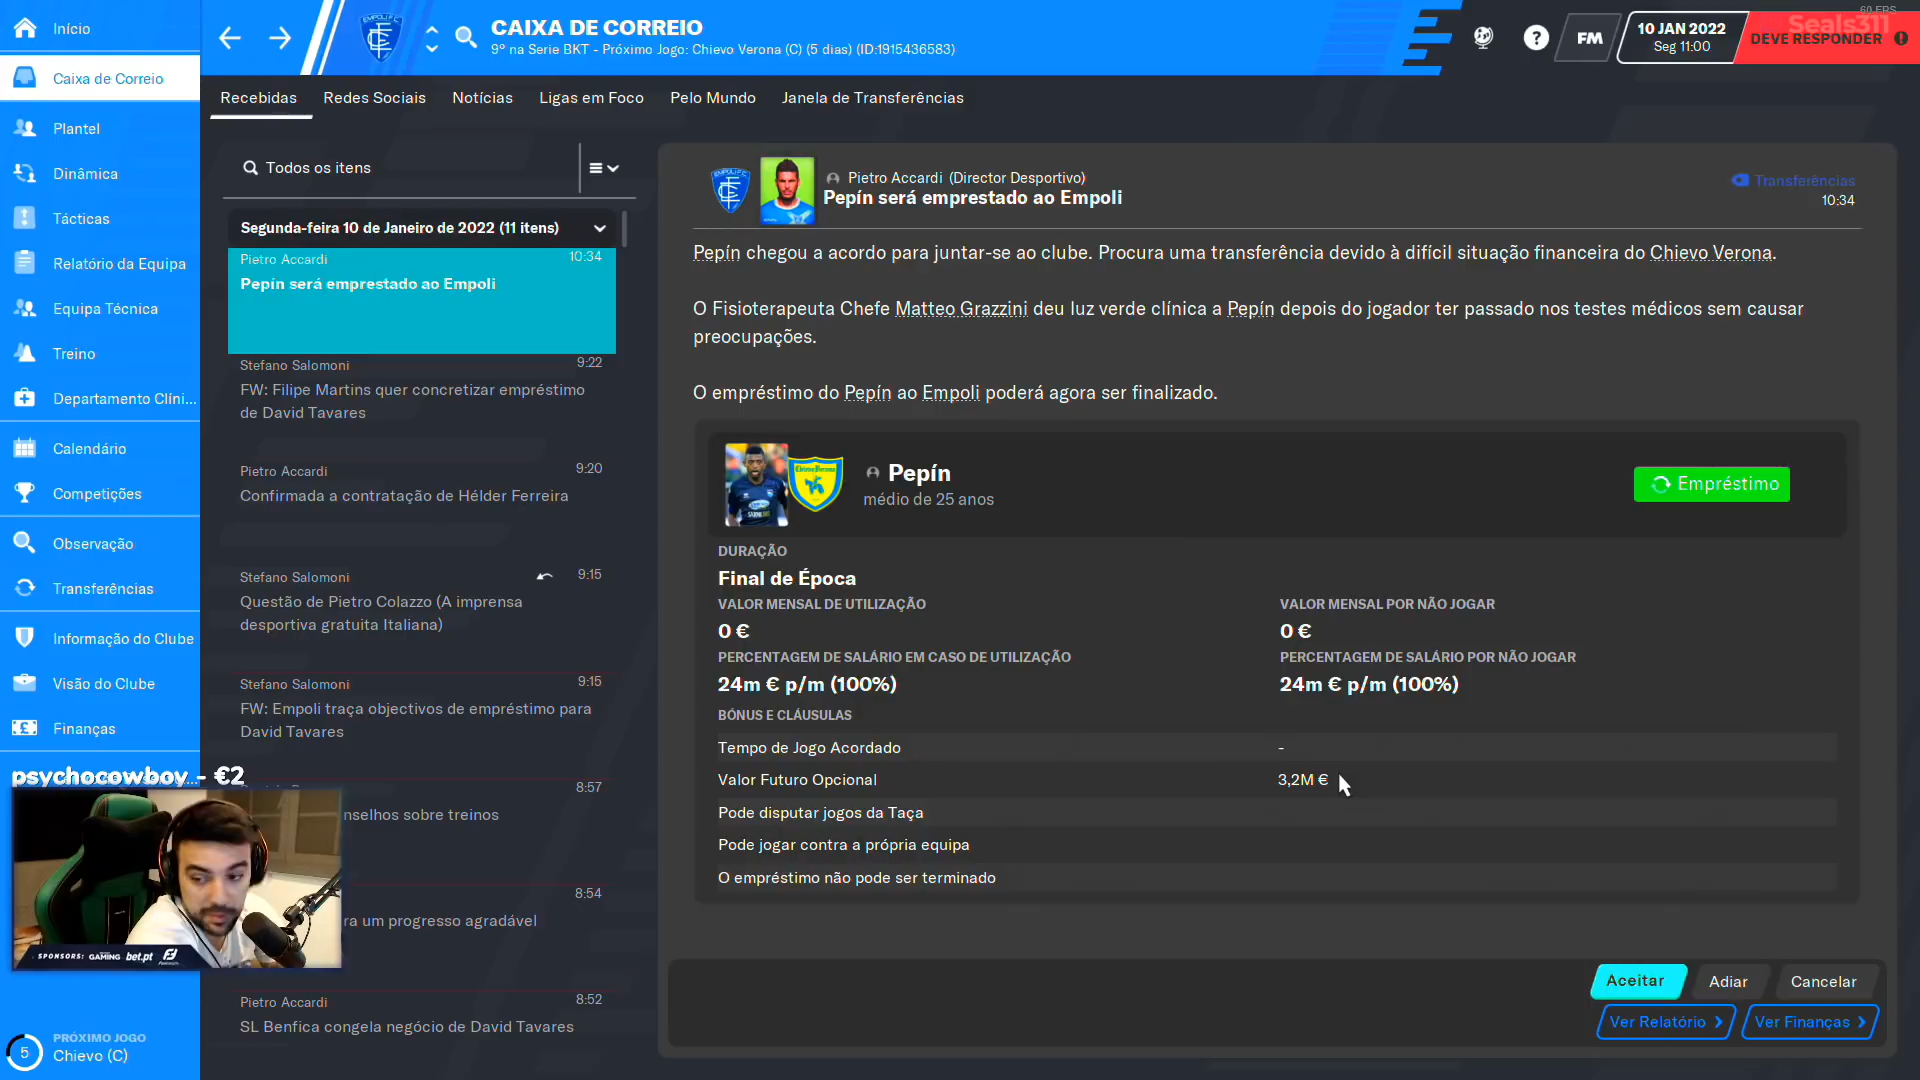 Início
Caixa de Correio
Plantel
Dinâmica
Tácticas
Relatório da Equipa
Equipa Técnica
Treino
Departamento Clíni...
Calendário
Competições
Observação
Transferências
Informação do Clube
Visão do Clube
Finanças
psychocowboy - €2
SPONSORS: GAMING bet.pt
5
PRÓXIMO JOGO
Chievo (C)
CAIXA DE CORREIO
9º na Serie BKT - Próximo Jogo: Chievo Verona (C) (5 dias) (ID:1915436583)
FM
10 JAN 2022
Seg 11:00
60 FPS
Seals311
DEVE RESPONDER
Recebidas
Redes Sociais
Notícias
Ligas em Foco
Pelo Mundo
Janela de Transferências
Todos os itens
Segunda-feira 10 de Janeiro de 2022 (11 itens)
Pietro Accardi 10:34
Pepín será emprestado ao Empoli
Stefano Salomoni 9:22
FW: Filipe Martins quer concretizar empréstimo
de David Tavares
Pietro Accardi 9:20
Confirmada a contratação de Hélder Ferreira
Stefano Salomoni 9:15
Questão de Pietro Colazzo (A imprensa
desportiva gratuita Italiana)
Stefano Salomoni 9:15
FW: Empoli traça objectivos de empréstimo para
David Tavares
8:57
nselhos sobre treinos
8:54
ra um progresso agradável
Pietro Accardi 8:52
SL Benfica congela negócio de David Tavares
Pietro Accardi (Director Desportivo)
Pepín será emprestado ao Empoli
Transferências
10:34
Pepín chegou a acordo para juntar-se ao clube. Procura uma transferência devido à difícil situação financeira do Chievo Verona.
O Fisioterapeuta Chefe Matteo Grazzini deu luz verde clínica a Pepín depois do jogador ter passado nos testes médicos sem causar
preocupações.
O empréstimo do Pepín ao Empoli poderá agora ser finalizado.
Pepín
médio de 25 anos
Empréstimo
DURAÇÃO
Final de Época
VALOR MENSAL DE UTILIZAÇÃO
0 €
VALOR MENSAL POR NÃO JOGAR
0 €
PERCENTAGEM DE SALÁRIO EM CASO DE UTILIZAÇÃO
24m € p/m (100%)
PERCENTAGEM DE SALÁRIO POR NÃO JOGAR
24m € p/m (100%)
BÓNUS E CLÁUSULAS
Tempo de Jogo Acordado -
Valor Futuro Opcional 3,2M €
Pode disputar jogos da Taça
Pode jogar contra a própria equipa
O empréstimo não pode ser terminado
Aceitar
Adiar
Cancelar
Ver Relatório
Ver Finanças